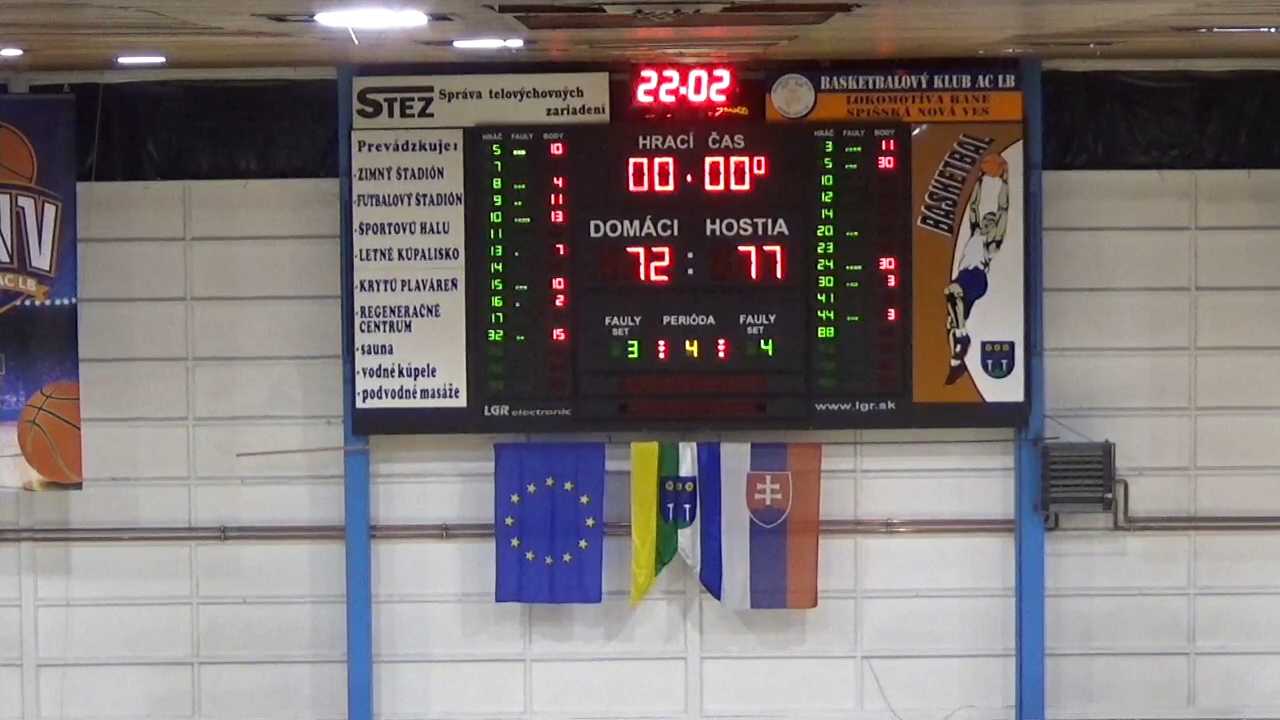 22:02
STEZ Správa telovýchovných
zariadení
BASKETBALOVÝ KLUB AC LB
LOKOMOTÍVA BANE
SPIŠSKÁ NOVÁ VES
Prevádzkuje:
-ZIMNÝ ŠTADIÓN
-FUTBALOVÝ ŠTADIÓN
-ŠPORTOVÚ HALU
-LETNÉ KÚPALISKO
-KRYTÚ PLAVÁREŇ
-REGENERAČNÉ
CENTRUM
-sauna
-vodné kúpele
-podvodné masáže
HRÁČ FAULY BODY
5 10
7
8 4
9 11
10 13
11
13 7
14
15 10
16 2
17
32 15
LGR electronic
HRACÍ ČAS
00.000
DOMÁCI HOSTIA
72 : 77
FAULY SET PERIÓDA FAULY SET
3 4 4
HRÁČ FAULY BODY
3 11
5 30
10
12
14
20
23
24 30
30 3
41
44 3
88
www.lgr.sk
BASKETBAL
AC LB